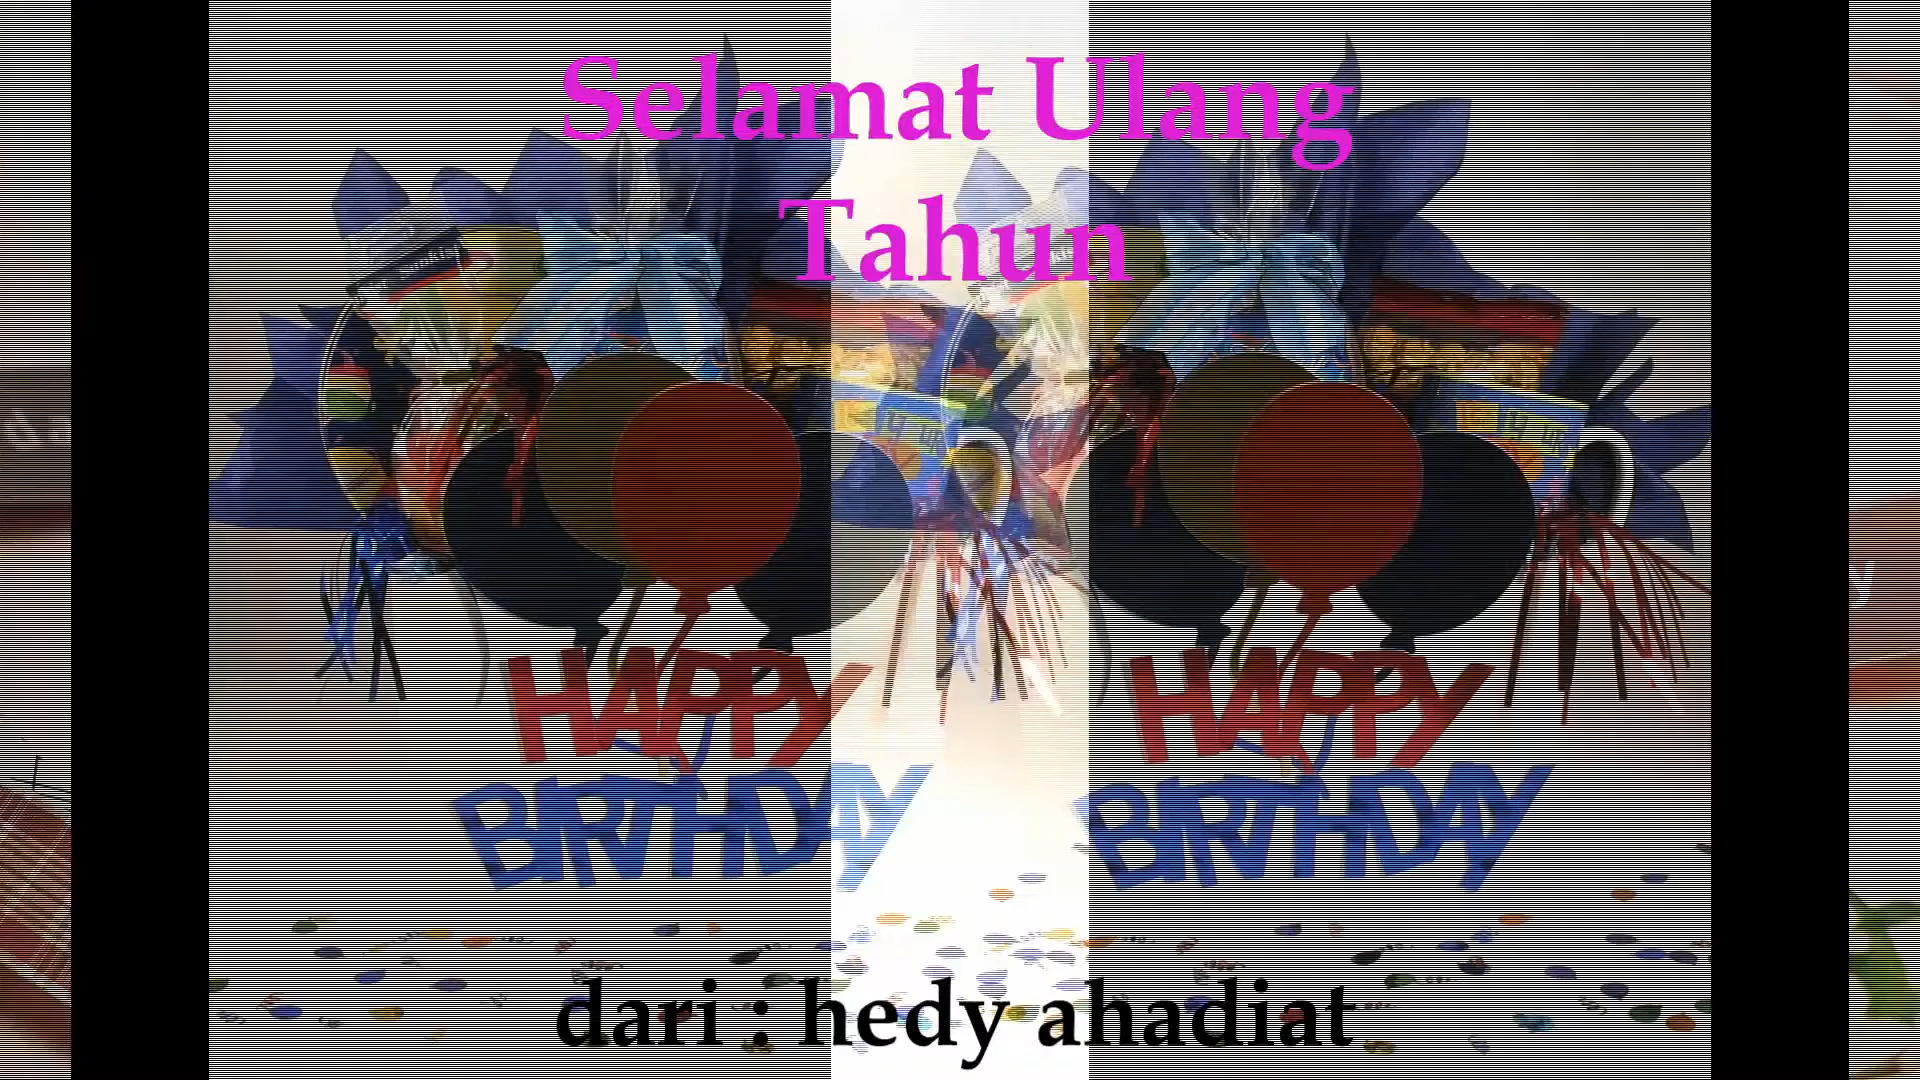 Selamat Ulang
Tahun
HAPPY
BIRTHDAY
HAPPY
BIRTHDAY
dari : hedy ahadiat